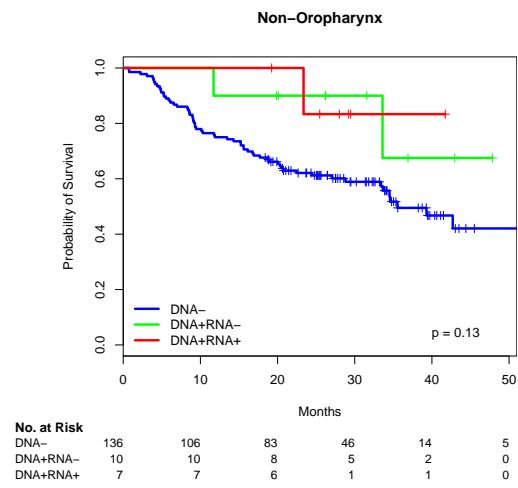 Non−Oropharynx
Probability of Survival
1.0
0.8
0.6
0.4
0.2
0.0
DNA−
DNA+RNA−
DNA+RNA+
p = 0.13
0 10 20 30 40 50
Months
No. at Risk
DNA− 136 106 83 46 14 5
DNA+RNA− 10 10 8 5 2 0
DNA+RNA+ 7 7 6 1 1 0